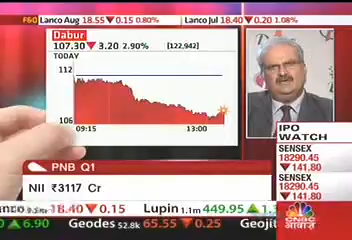 F60 Lanco Aug 18.55 ▼ 0.15 0.80% Lanco Jul 18.40 ▼ 0.20 1.08%
Dabur
107.30 ▼ 3.20 2.90% [122,942]
TODAY
112
106
09:15 13:00
IPO
WATCH
SENSEX
18290.45
▼141.80
SENSEX
18290.45
▼141.80
PNB Q1
NII ₹3117 Cr
18.40 ▼ 0.15 Lupin 1.1m 449.95 ▲ 1.3
▲ 6.90 Geodes 52.8k 65.55 ▼ 0.25 Geojit
CNBC
आवाज़